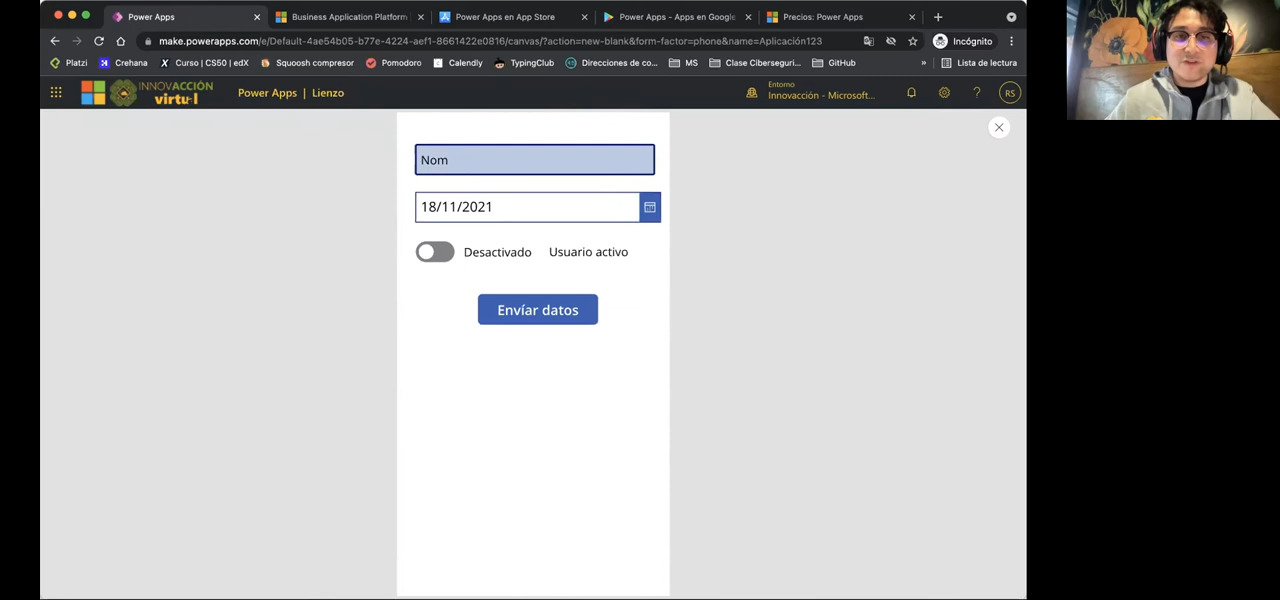 Power Apps
Business Application Platform
Power Apps en App Store
Power Apps - Apps en Google
Precios: Power Apps
make.powerapps.com/e/Default-4ae54b05-b77e-4224-aef1-8661422e0816/canvas/?action=new-blank&form-factor=phone&name=Aplicación123
Incógnito
Platzi
Crehana
Curso | CS50 | edX
Squoosh compresor
Pomodoro
Calendly
TypingClub
Direcciones de co...
MS
Clase Ciberseguri...
GitHub
»
Lista de lectura
INNOVACCIÓN
virtual
Power Apps | Lienzo
Entorno
Innovacción - Microsoft...
?
RS
Nom
18/11/2021
Desactivado
Usuario activo
Envíar datos